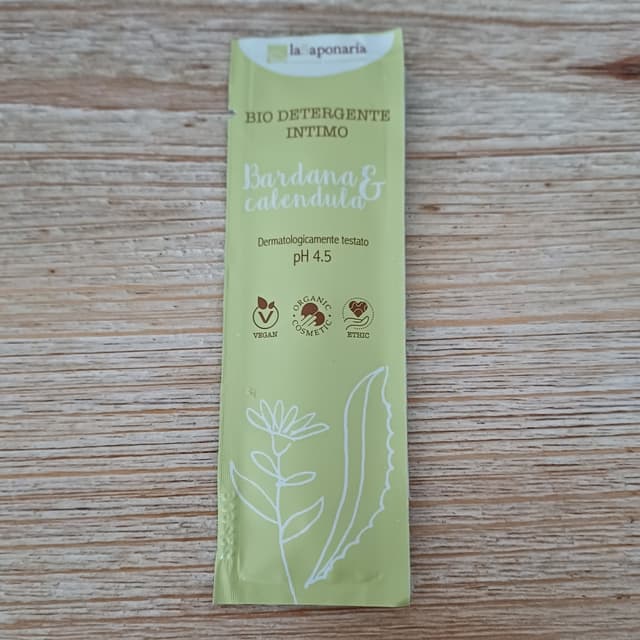 la Saponaria
BIO DETERGENTE
INTIMO
Bardana &
calendula
Dermatologicamente testato
pH 4.5
VEGAN
ORGANIC
COSMETIC
ETHIC